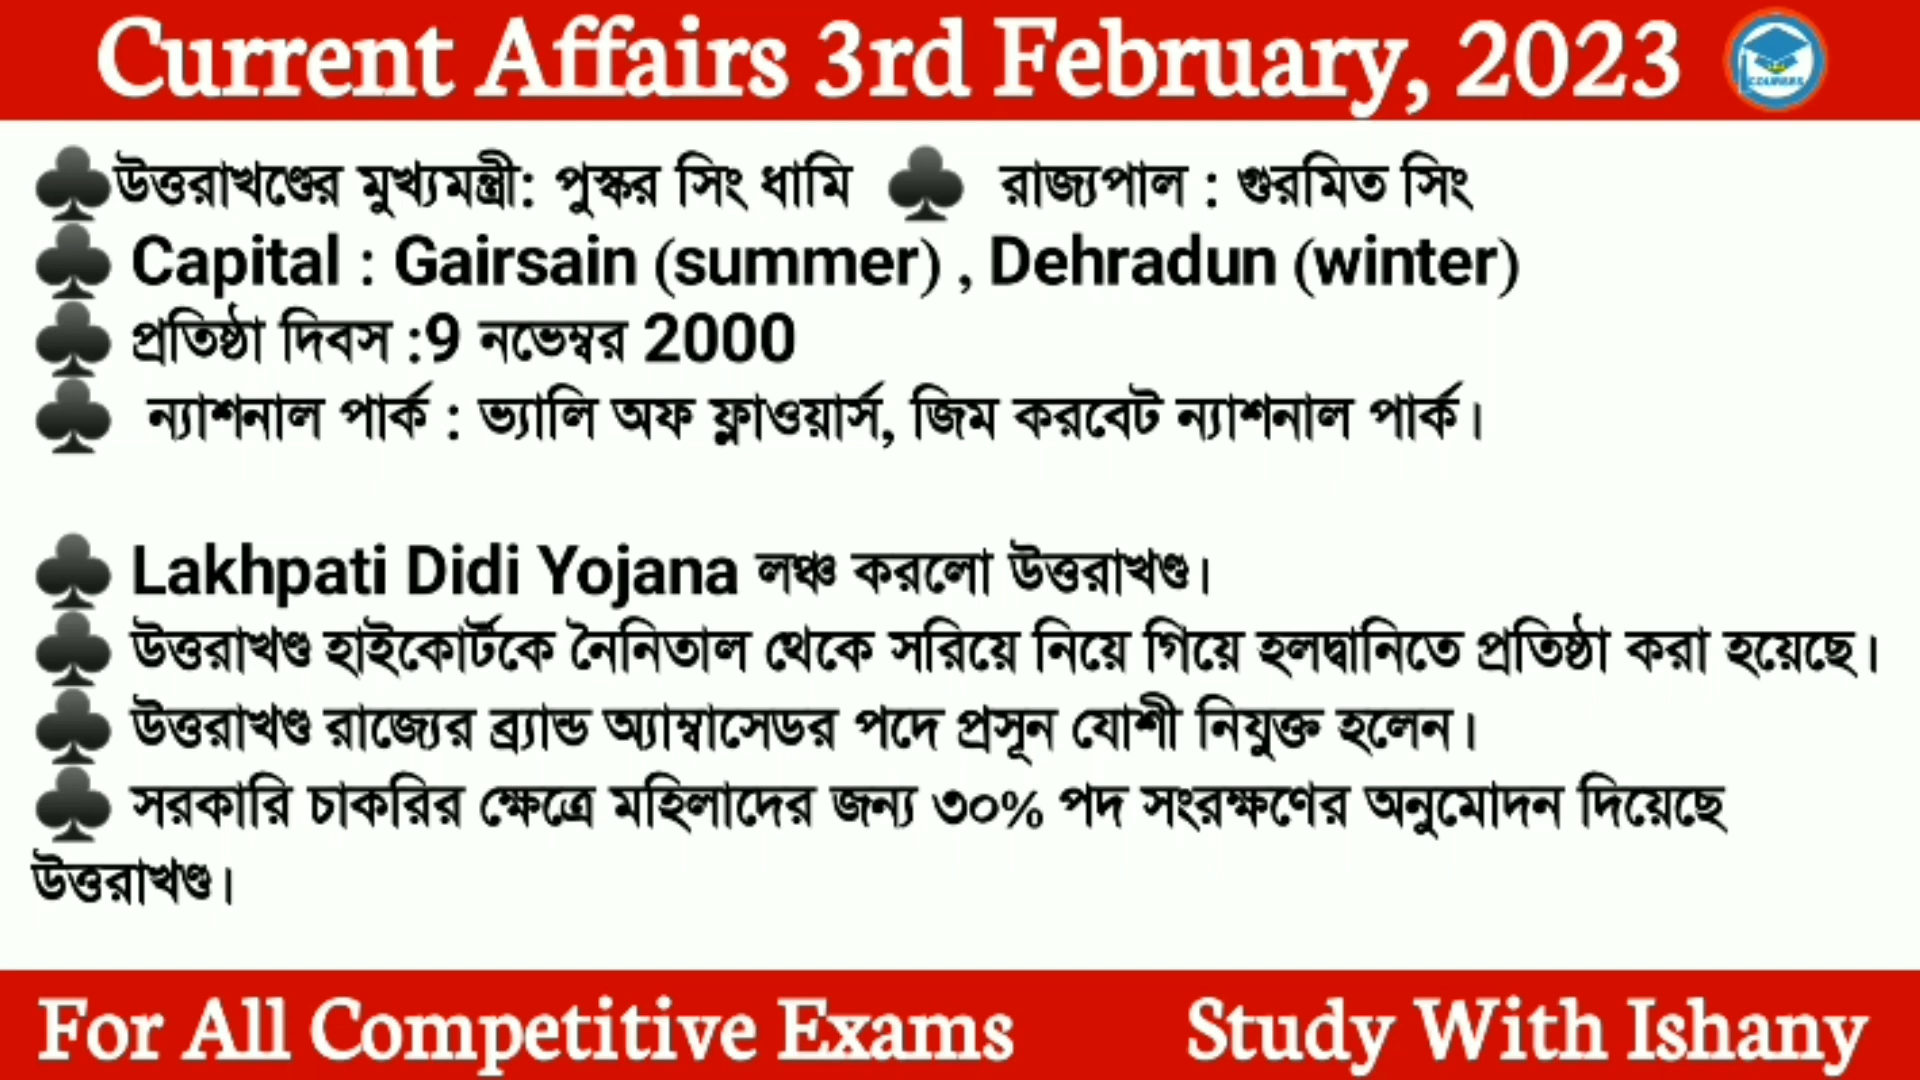 Current Affairs 3rd February, 2023
♣উত্তরাখণ্ডের মুখ্যমন্ত্রী: পুস্কর সিং ধামি ♣ রাজ্যপাল : গুরমিত সিং
♣ Capital : Gairsain (summer) , Dehradun (winter)
♣ প্রতিষ্ঠা দিবস :9 নভেম্বর 2000
♣ ন্যাশনাল পার্ক : ভ্যালি অফ ফ্লাওয়ার্স, জিম করবেট ন্যাশনাল পার্ক।
♣ Lakhpati Didi Yojana লঞ্চ করলো উত্তরাখণ্ড।
♣ উত্তরাখণ্ড হাইকোর্টকে নৈনিতাল থেকে সরিয়ে নিয়ে গিয়ে হলদ্বানিতে প্রতিষ্ঠা করা হয়েছে।
♣ উত্তরাখণ্ড রাজ্যের ব্র্যান্ড অ্যাম্বাসেডর পদে প্রসূন যোশী নিযুক্ত হলেন।
♣ সরকারি চাকরির ক্ষেত্রে মহিলাদের জন্য ৩০% পদ সংরক্ষণের অনুমোদন দিয়েছে
উত্তরাখণ্ড।
For All Competitive Exams Study With Ishany